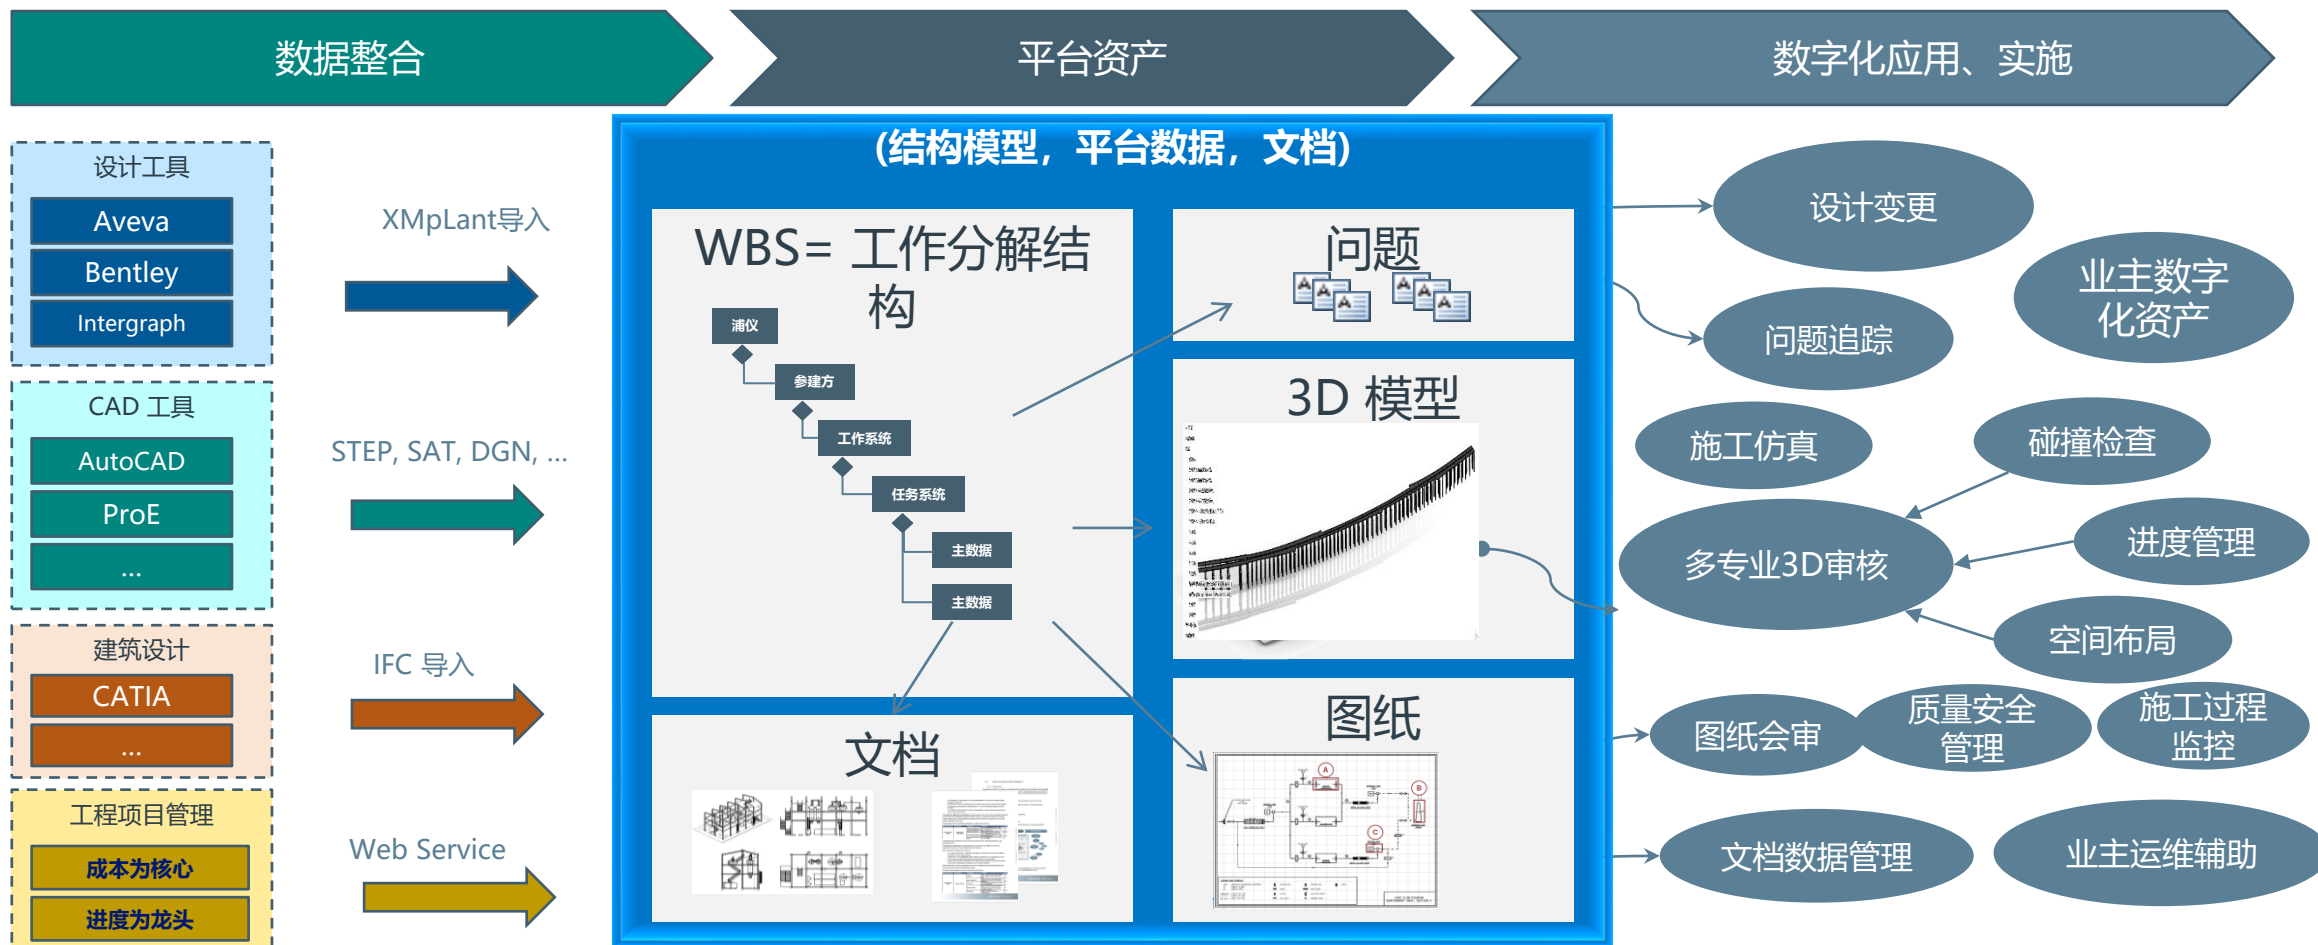 数据整合
平台资产
数字化应用、实施
设计工具
Aveva
Bentley
Intergraph
XMpLant导入
CAD 工具
AutoCAD
ProE
...
STEP, SAT, DGN, ...
建筑设计
CATIA
...
IFC 导入
工程项目管理
成本为核心
进度为龙头
Web Service
(结构模型，平台数据，文档)
WBS= 工作分解结
构
浦仪
参建方
工作系统
任务系统
主数据
主数据
问题
3D 模型
文档
图纸
A
B
C
设计变更
业主数字
化资产
问题追踪
施工仿真
碰撞检查
多专业3D审核
进度管理
空间布局
图纸会审
质量安全
管理
施工过程
监控
文档数据管理
业主运维辅助